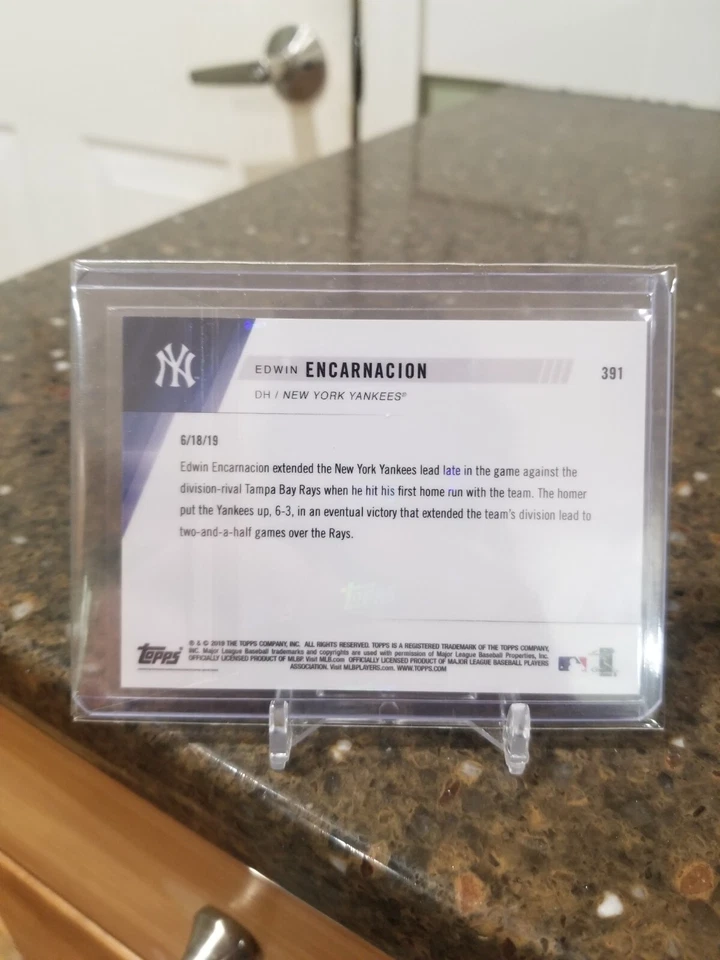 NY
EDWIN ENCARNACION
391
DH / NEW YORK YANKEES®
6/18/19
Edwin Encarnacion extended the New York Yankees lead late in the game against the
division-rival Tampa Bay Rays when he hit his first home run with the team. The homer
put the Yankees up, 6-3, in an eventual victory that extended the team's division lead to
two-and-a-half games over the Rays.
topps
Topps
® & © 2019 THE TOPPS COMPANY, INC. ALL RIGHTS RESERVED. TOPPS IS A REGISTERED TRADEMARK OF THE TOPPS COMPANY,
INC. Major League Baseball trademarks and copyrights are used with permission of Major League Baseball Properties, Inc.
OFFICIALLY LICENSED PRODUCT OF MLBP. Visit MLB.com OFFICIALLY LICENSED PRODUCT OF MAJOR LEAGUE BASEBALL PLAYERS
ASSOCIATION. Visit MLBPLAYERS.com. WWW.TOPPS.COM